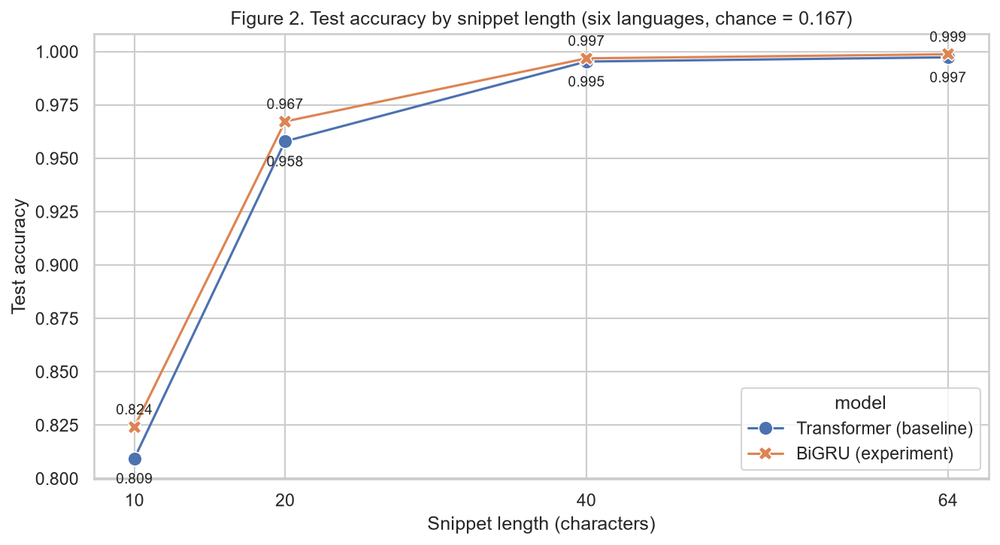 Figure 2. Test accuracy by snippet length (six languages, chance = 0.167)
Test accuracy
1.000
0.975
0.950
0.925
0.900
0.875
0.850
0.825
0.800
0.824
0.809
0.967
0.958
0.997
0.995
0.999
0.997
model
Transformer (baseline)
BiGRU (experiment)
10 20 40 64
Snippet length (characters)